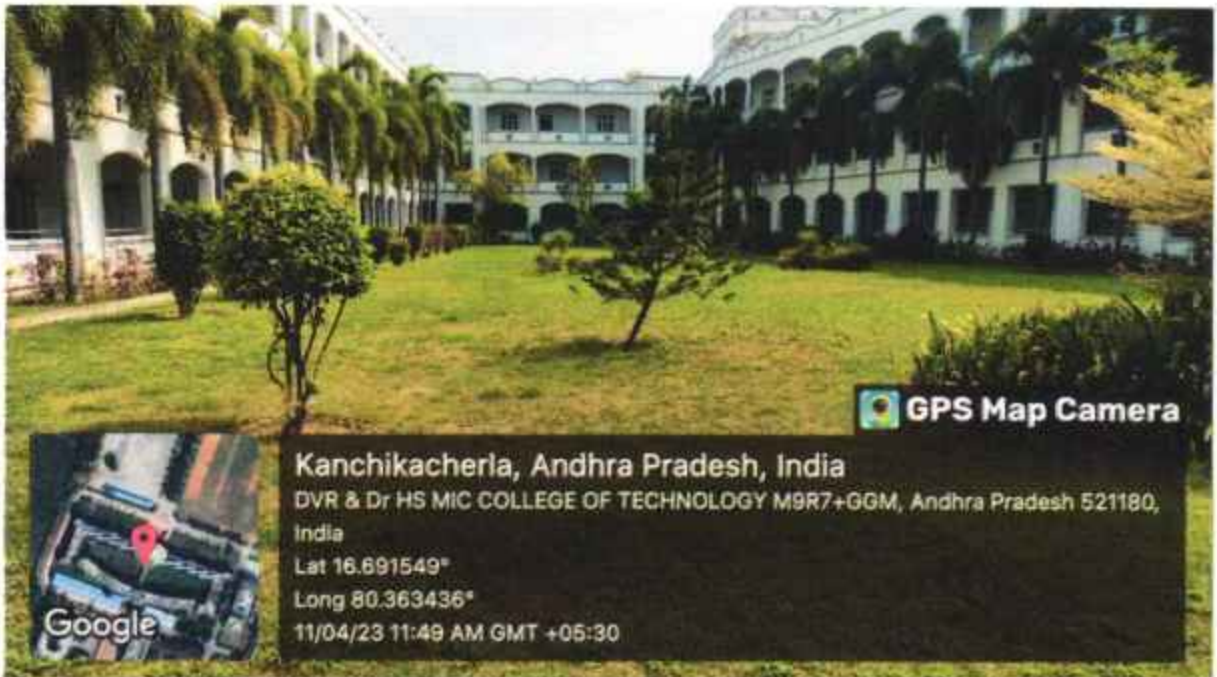 GPS Map Camera
Kanchikacherla, Andhra Pradesh, India
DVR & Dr HS MIC COLLEGE OF TECHNOLOGY M9R7+GGM, Andhra Pradesh 521180,
India
Lat 16.691549°
Long 80.363436°
11/04/23 11:49 AM GMT +05:30
Google